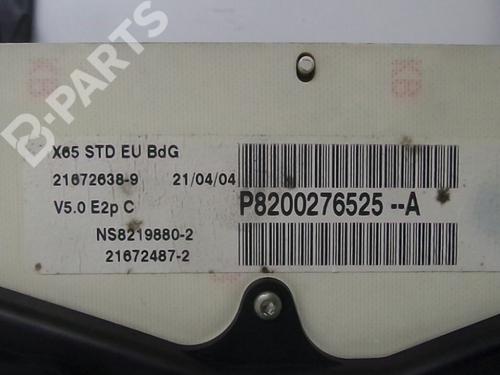 B-PARTS
X65 STD EU BdG
21672638-9 21/04/04
V5.0 E2p C
P8200276525--A
NS8219880-2
21672487-2